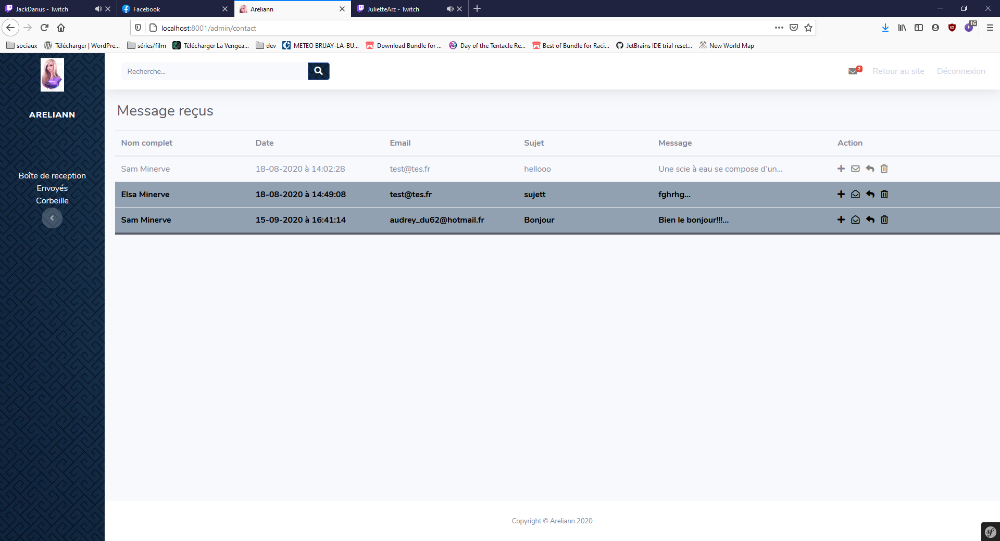 JackDarius - Twitch
Facebook
Areliann
JulietteArz - Twitch
localhost:8001/admin/contact
16
sociaux
Télécharger | WordPre...
séries/film
Télécharger La Vengea...
dev
METEO BRUAY-LA-BU...
Download Bundle for ...
Day of the Tentacle Re...
Best of Bundle for Raci...
JetBrains IDE trial reset...
New World Map
Recherche...
2
Retour au site
Déconnexion
ARELIANN
Boîte de reception
Envoyés
Corbeille
Message reçus
Nom complet Date Email Sujet Message Action
Sam Minerve 18-08-2020 à 14:02:28 test@tes.fr hellooo Une scie à eau se compose d’un...
Elsa Minerve 18-08-2020 à 14:49:08 test@tes.fr sujett fghrhg...
Sam Minerve 15-09-2020 à 16:41:14 audrey_du62@hotmail.fr Bonjour Bien le bonjour!!!...
Copyright © Areliann 2020
sf